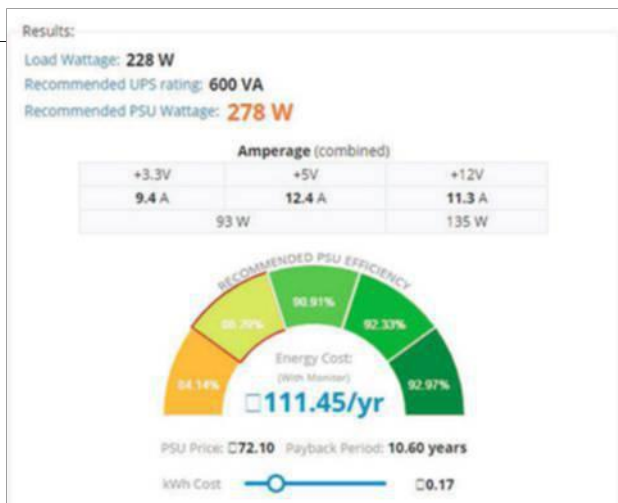 Results:
Load Wattage: 228 W
Recommended UPS rating: 600 VA
Recommended PSU Wattage: 278 W
Amperage (combined)
+3.3V +5V +12V
9.4 A 12.4 A 11.3 A
93 W 135 W
RECOMMENDED PSU EFFICIENCY
84.14% 90.91% 92.33% 92.97%
Energy Cost:
(With Monitor)
□111.45/yr
PSU Price: □72.10 Payback Period: 10.60 years
kWh Cost □0.17